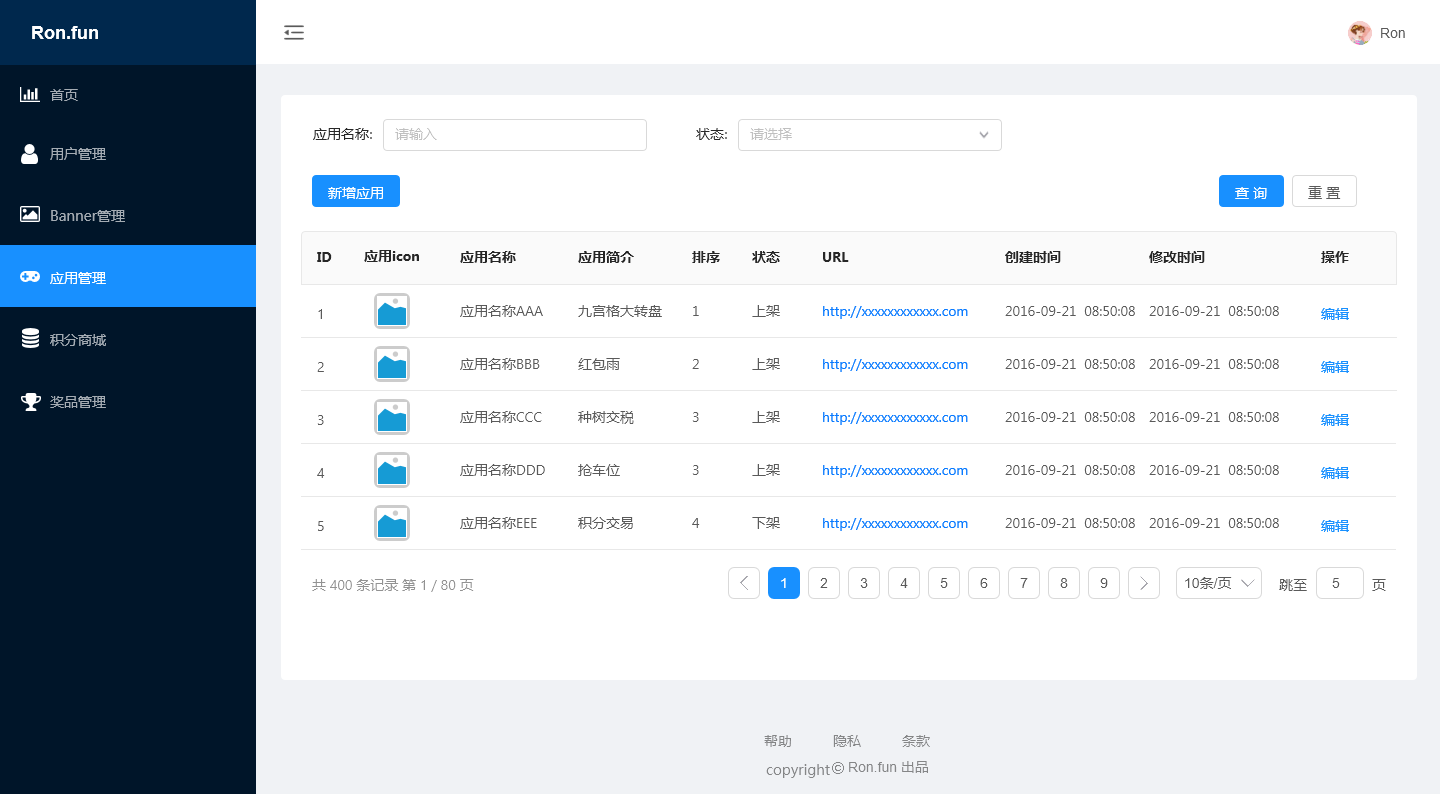 Ron.fun
Ron
首页
用户管理
Banner管理
应用管理
积分商城
奖品管理
应用名称: 请输入 状态: 请选择
新增应用 查 询 重 置
ID 应用icon 应用名称 应用简介 排序 状态 URL 创建时间 修改时间 操作
1 应用名称AAA 九宫格大转盘 1 上架 http://xxxxxxxxxxxx.com 2016-09-21 08:50:08 2016-09-21 08:50:08 编辑
2 应用名称BBB 红包雨 2 上架 http://xxxxxxxxxxxx.com 2016-09-21 08:50:08 2016-09-21 08:50:08 编辑
3 应用名称CCC 种树交税 3 上架 http://xxxxxxxxxxxx.com 2016-09-21 08:50:08 2016-09-21 08:50:08 编辑
4 应用名称DDD 抢车位 3 上架 http://xxxxxxxxxxxx.com 2016-09-21 08:50:08 2016-09-21 08:50:08 编辑
5 应用名称EEE 积分交易 4 下架 http://xxxxxxxxxxxx.com 2016-09-21 08:50:08 2016-09-21 08:50:08 编辑
共 400 条记录 第 1 / 80 页 1 2 3 4 5 6 7 8 9 10条/页 跳至 5 页
帮助 隐私 条款
copyright© Ron.fun 出品